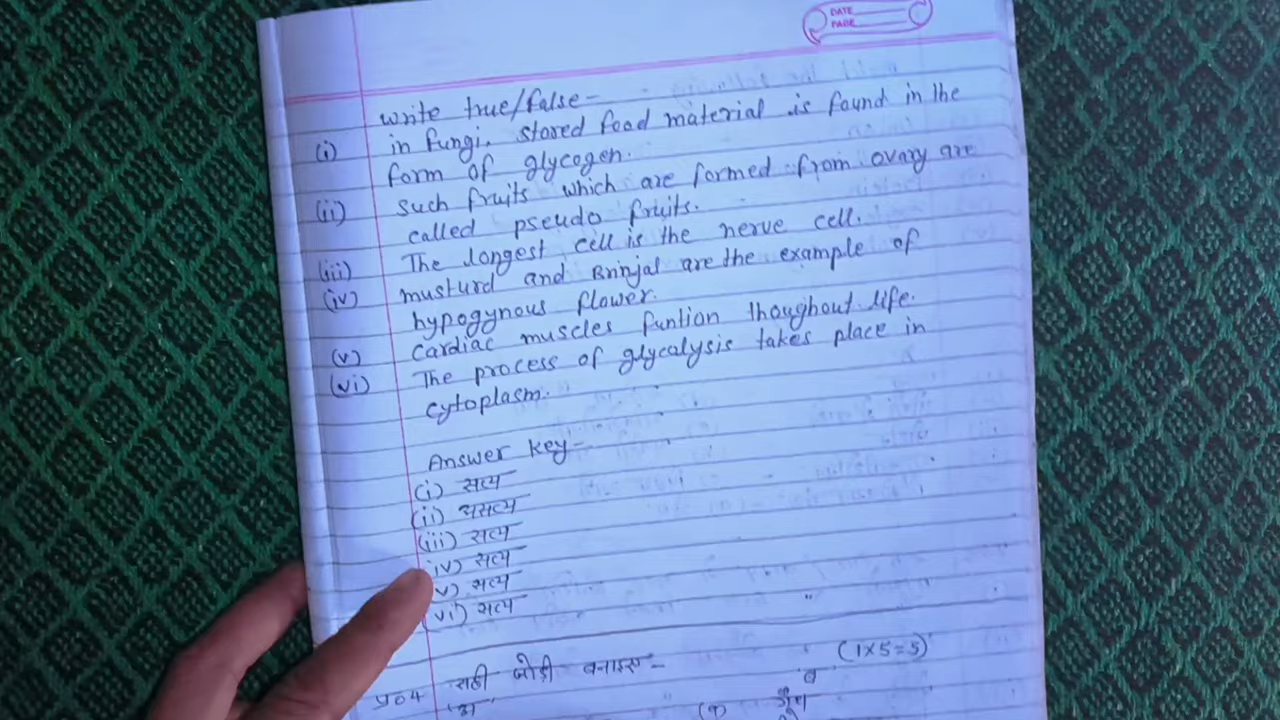 DATE
PAGE
write true/false-
(i) in fungi. stored food material is found in the
form of glycogen.
(ii) such fruits which are formed from ovary are
called pseudo fruits.
(iii) The longest cell is the nerve cell.
(iv) musturd and Brinjal are the example of
hypogynous flower.
(v) cardiac muscles funtion thoughout life.
(vi) The process of glycalysis takes place in
cytoplasm.
Answer key-
(i) सत्य
(ii) असत्य
(iii) सत्य
iv) सत्य
v) सत्य
(vi) सत्य
प्र०4 सही जोड़ी बनाइए- (1x5=5)
'अ' ब